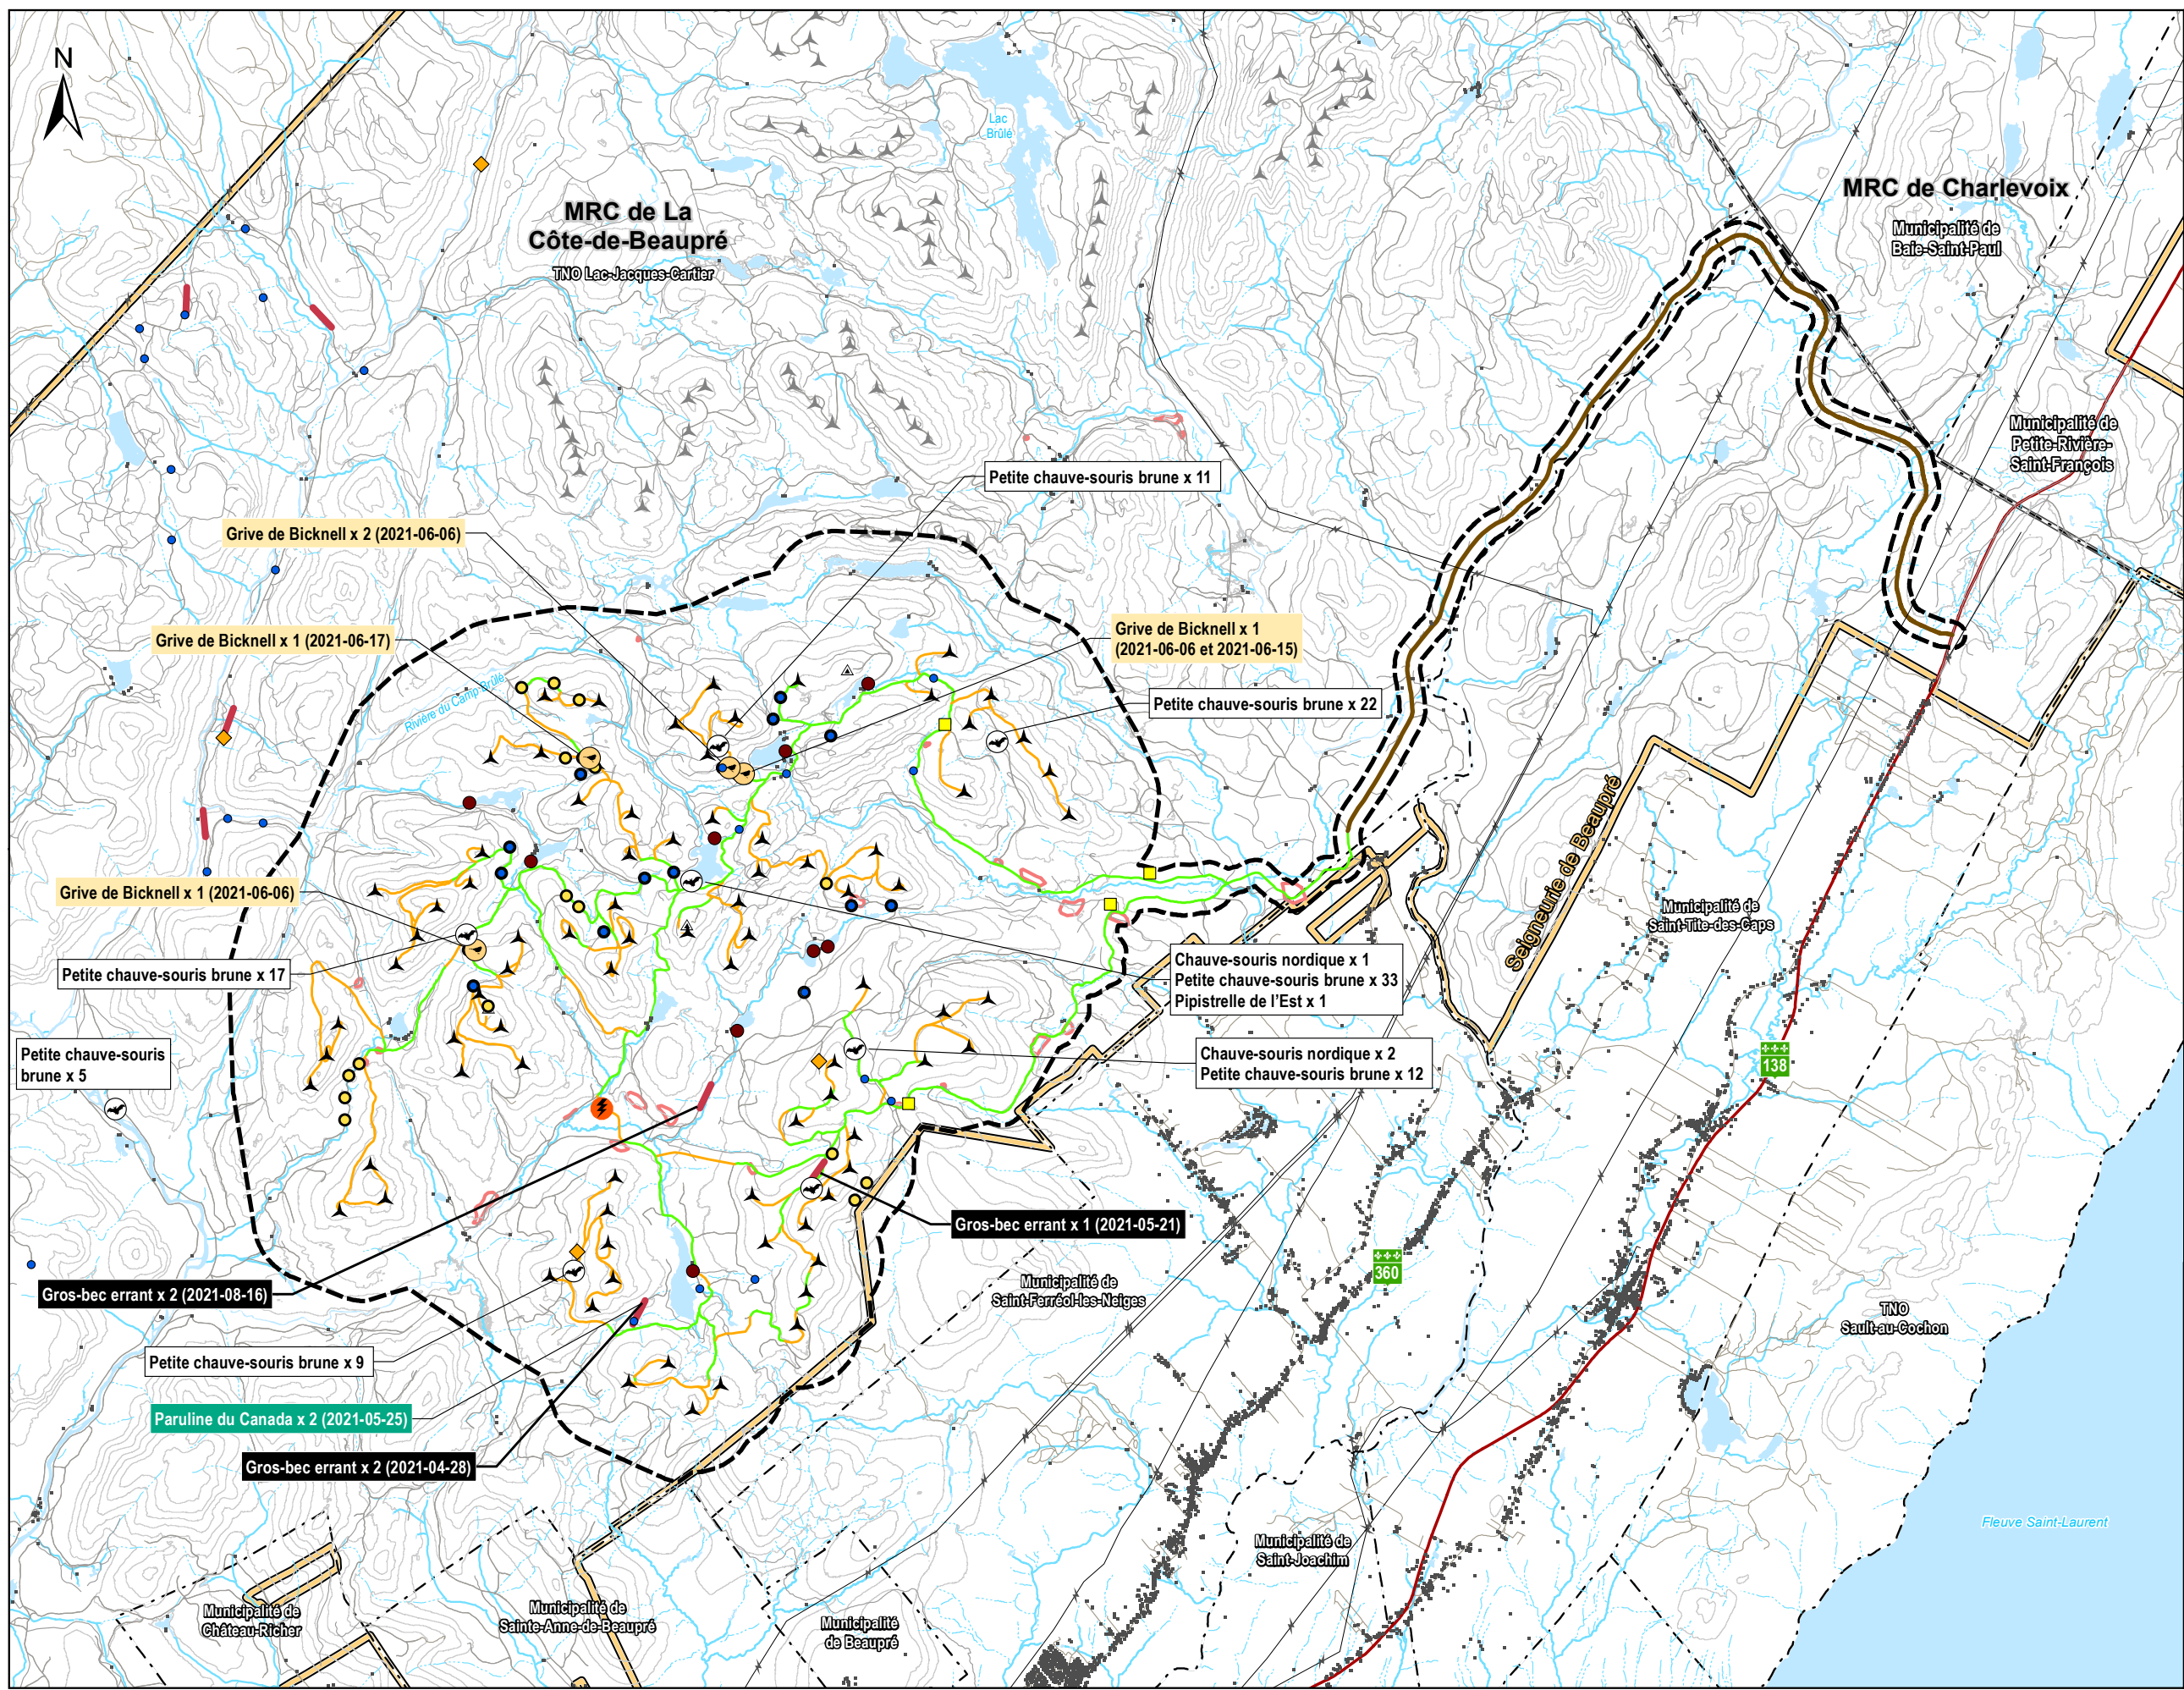 N
Lac
Brûlé
MRC de La
Côte-de-Beaupré
TNO Lac-Jacques-Cartier
MRC de Charlevoix
Municipalité de
Baie-Saint-Paul
Municipalité de
Petite-Rivière-
Saint-François
Petite chauve-souris brune x 11
Grive de Bicknell x 2 (2021-06-06)
Grive de Bicknell x 1 (2021-06-17)
Grive de Bicknell x 1
(2021-06-06 et 2021-06-15)
Rivière du Camp Brûlé
Petite chauve-souris brune x 22
Seigneurie de Beaupré
Grive de Bicknell x 1 (2021-06-06)
Municipalité de
Saint-Tite-des-Caps
Petite chauve-souris brune x 17
Chauve-souris nordique x 1
Petite chauve-souris brune x 33
Pipistrelle de l'Est x 1
Petite chauve-souris
brune x 5
Chauve-souris nordique x 2
Petite chauve-souris brune x 12
138
Gros-bec errant x 1 (2021-05-21)
360
Gros-bec errant x 2 (2021-08-16)
Municipalité de
Saint-Ferréol-les-Neiges
TNO
Sault-au-Cochon
Petite chauve-souris brune x 9
Paruline du Canada x 2 (2021-05-25)
Gros-bec errant x 2 (2021-04-28)
Fleuve Saint-Laurent
Municipalité de
Saint-Joachim
Municipalité de
Château-Richer
Municipalité de
Sainte-Anne-de-Beaupré
Municipalité
de Beaupré